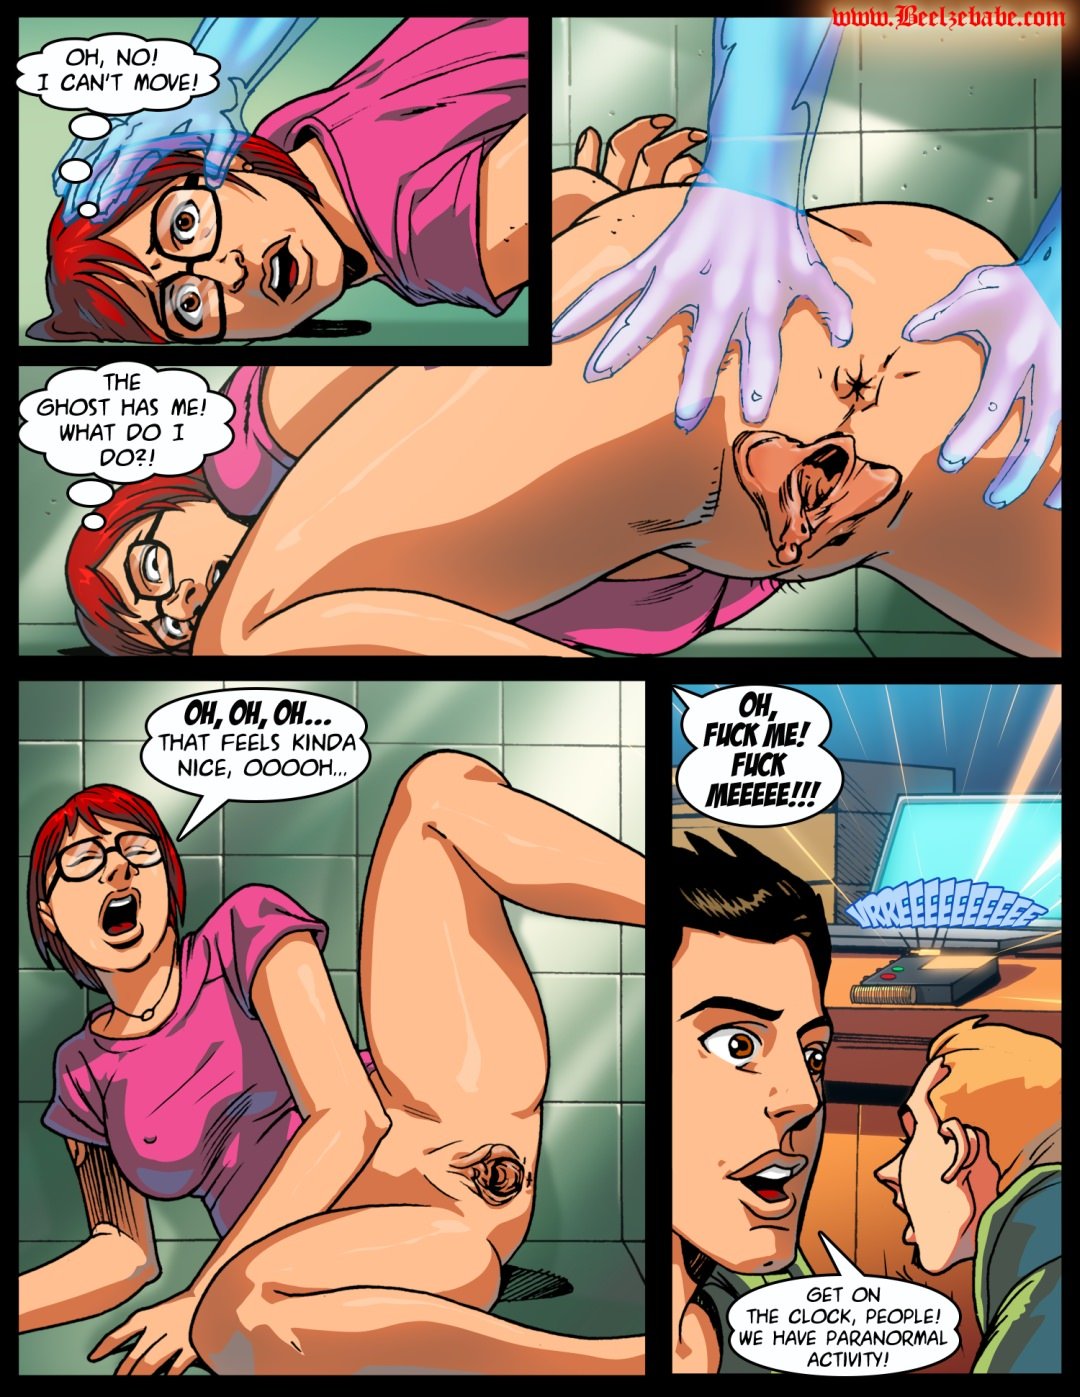 www.Beelzebabe.com
OH, NO!
I CAN'T MOVE!
THE
GHOST HAS ME!
WHAT DO I
DO?!
OH, OH, OH...
THAT FEELS KINDA
NICE, OOOOH...
OH,
FUCK ME!
FUCK
MEEEEE!!!
VRREEEEEEEEEEE
GET ON
THE CLOCK, PEOPLE!
WE HAVE PARANORMAL
ACTIVITY!